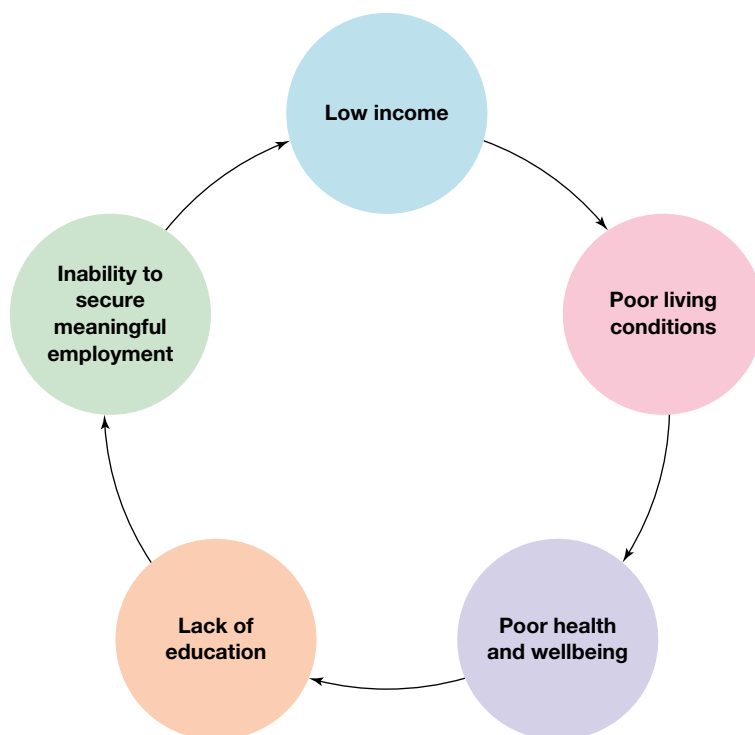 Low income
Poor living
conditions
Poor health
and wellbeing
Lack of
education
Inability to
secure
meaningful
employment